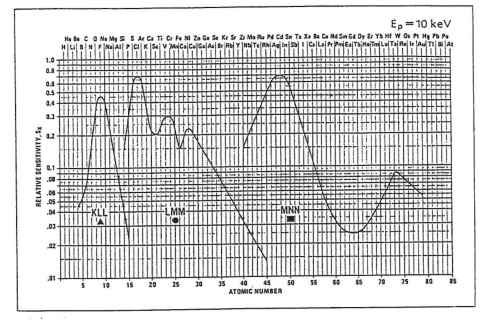 Eₚ = 10 keV
He Be C O Ne Mg Si S Ar Ca Ti Cr Fe Ni Zn Ge Se Kr Sr Zr Mo Ru Pd Cd Sn Te Xe Ba Ce Nd Sm Gd Dy Er Yb Hf W Os Pt Hg Pb Po
H Li B N F Na Al P Cl K Sc V Mn Co Cu Ga As Br Rb Y Nb Tc Rh Ag In Sb I Cs La Pr Pm Eu Tb Ho Tm Lu Ta Re Ir Au Tl Bi At
RELATIVE SENSITIVITY, Sₓ
1.0
0.8
0.6
0.5
0.4
0.3
0.2
0.1
.08
.06
.05
.04
.03
.02
.01
KLL
LMM
MNN
5 10 15 20 25 30 35 40 45 50 55 60 65 70 75 80 85
ATOMIC NUMBER